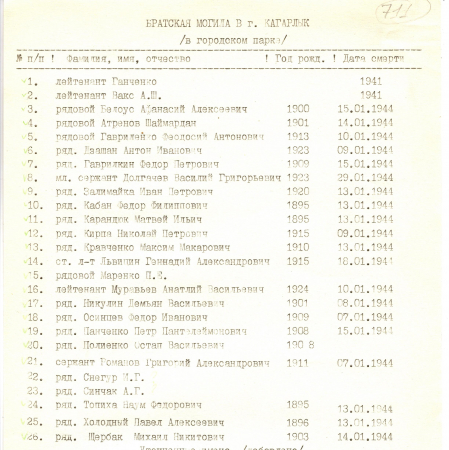 711
БРАТСКАЯ МОГИЛА В г. КАГАРЛЫК
/в городском парке/
№ п/п ! Фамилия, имя, отчество ! Год рожд. ! Дата смерти
1. лейтенант Ганченко 1941
2. лейтенант Вакс А.Ш. 1941
3. рядовой Белоус Афанасий Алексеевич 1900 15.01.1944
4. рядовой Атренов Шаймардан 1901 14.01.1944
5. рядовой Гавриленко Феодосий Антонович 1913 10.01.1944
6. ряд. Дзашан Антон Иванович 1923 09.01.1944
7. ряд. Гаврилкин Федор Петрович 1909 15.01.1944
8. мл. сержант Долгачев Василий Григорьевич 1923 29.01.1944
9. ряд. Залимайка Иван Петрович 1920 13.01.1944
10. ряд. Кабан Федор Филиппович 1895 13.01.1944
11. ряд. Карандюк Матвей Ильич 1895 13.01.1944
12. ряд. Кирпа Николай Петрович 1915 09.01.1944
13. ряд. Кравченко Максим Макарович 1910 13.01.1944
14. ст. л-т Львицин Геннадий Александрович 1915 18.01.1944
15. рядовой Маренко П.З.
16. лейтенант Муравьев Анатлий Васильевич 1924 10.01.1944
17. ряд. Никулин Демьян Васильевич 1901 08.01.1944
18. ряд. Осинцев Федор Иванович 1909 07.01.1944
19. ряд. Панченко Петр Пантелеймонович 1908 15.01.1944
20. ряд. Полиенко Остап Васильевич 190 8
21. сержант Романов Григорий Александрович 1911 07.01.1944
22. ряд. Снегур И.Г.
23. ряд. Синчак А.Г.
24. ряд. Топиха Наум Федорович 1895 13.01.1944
25. ряд. Холодный Павел Алексеевич 1896 13.01.1944
26. ряд. Щербак Михаил Никитович 1903 14.01.1944